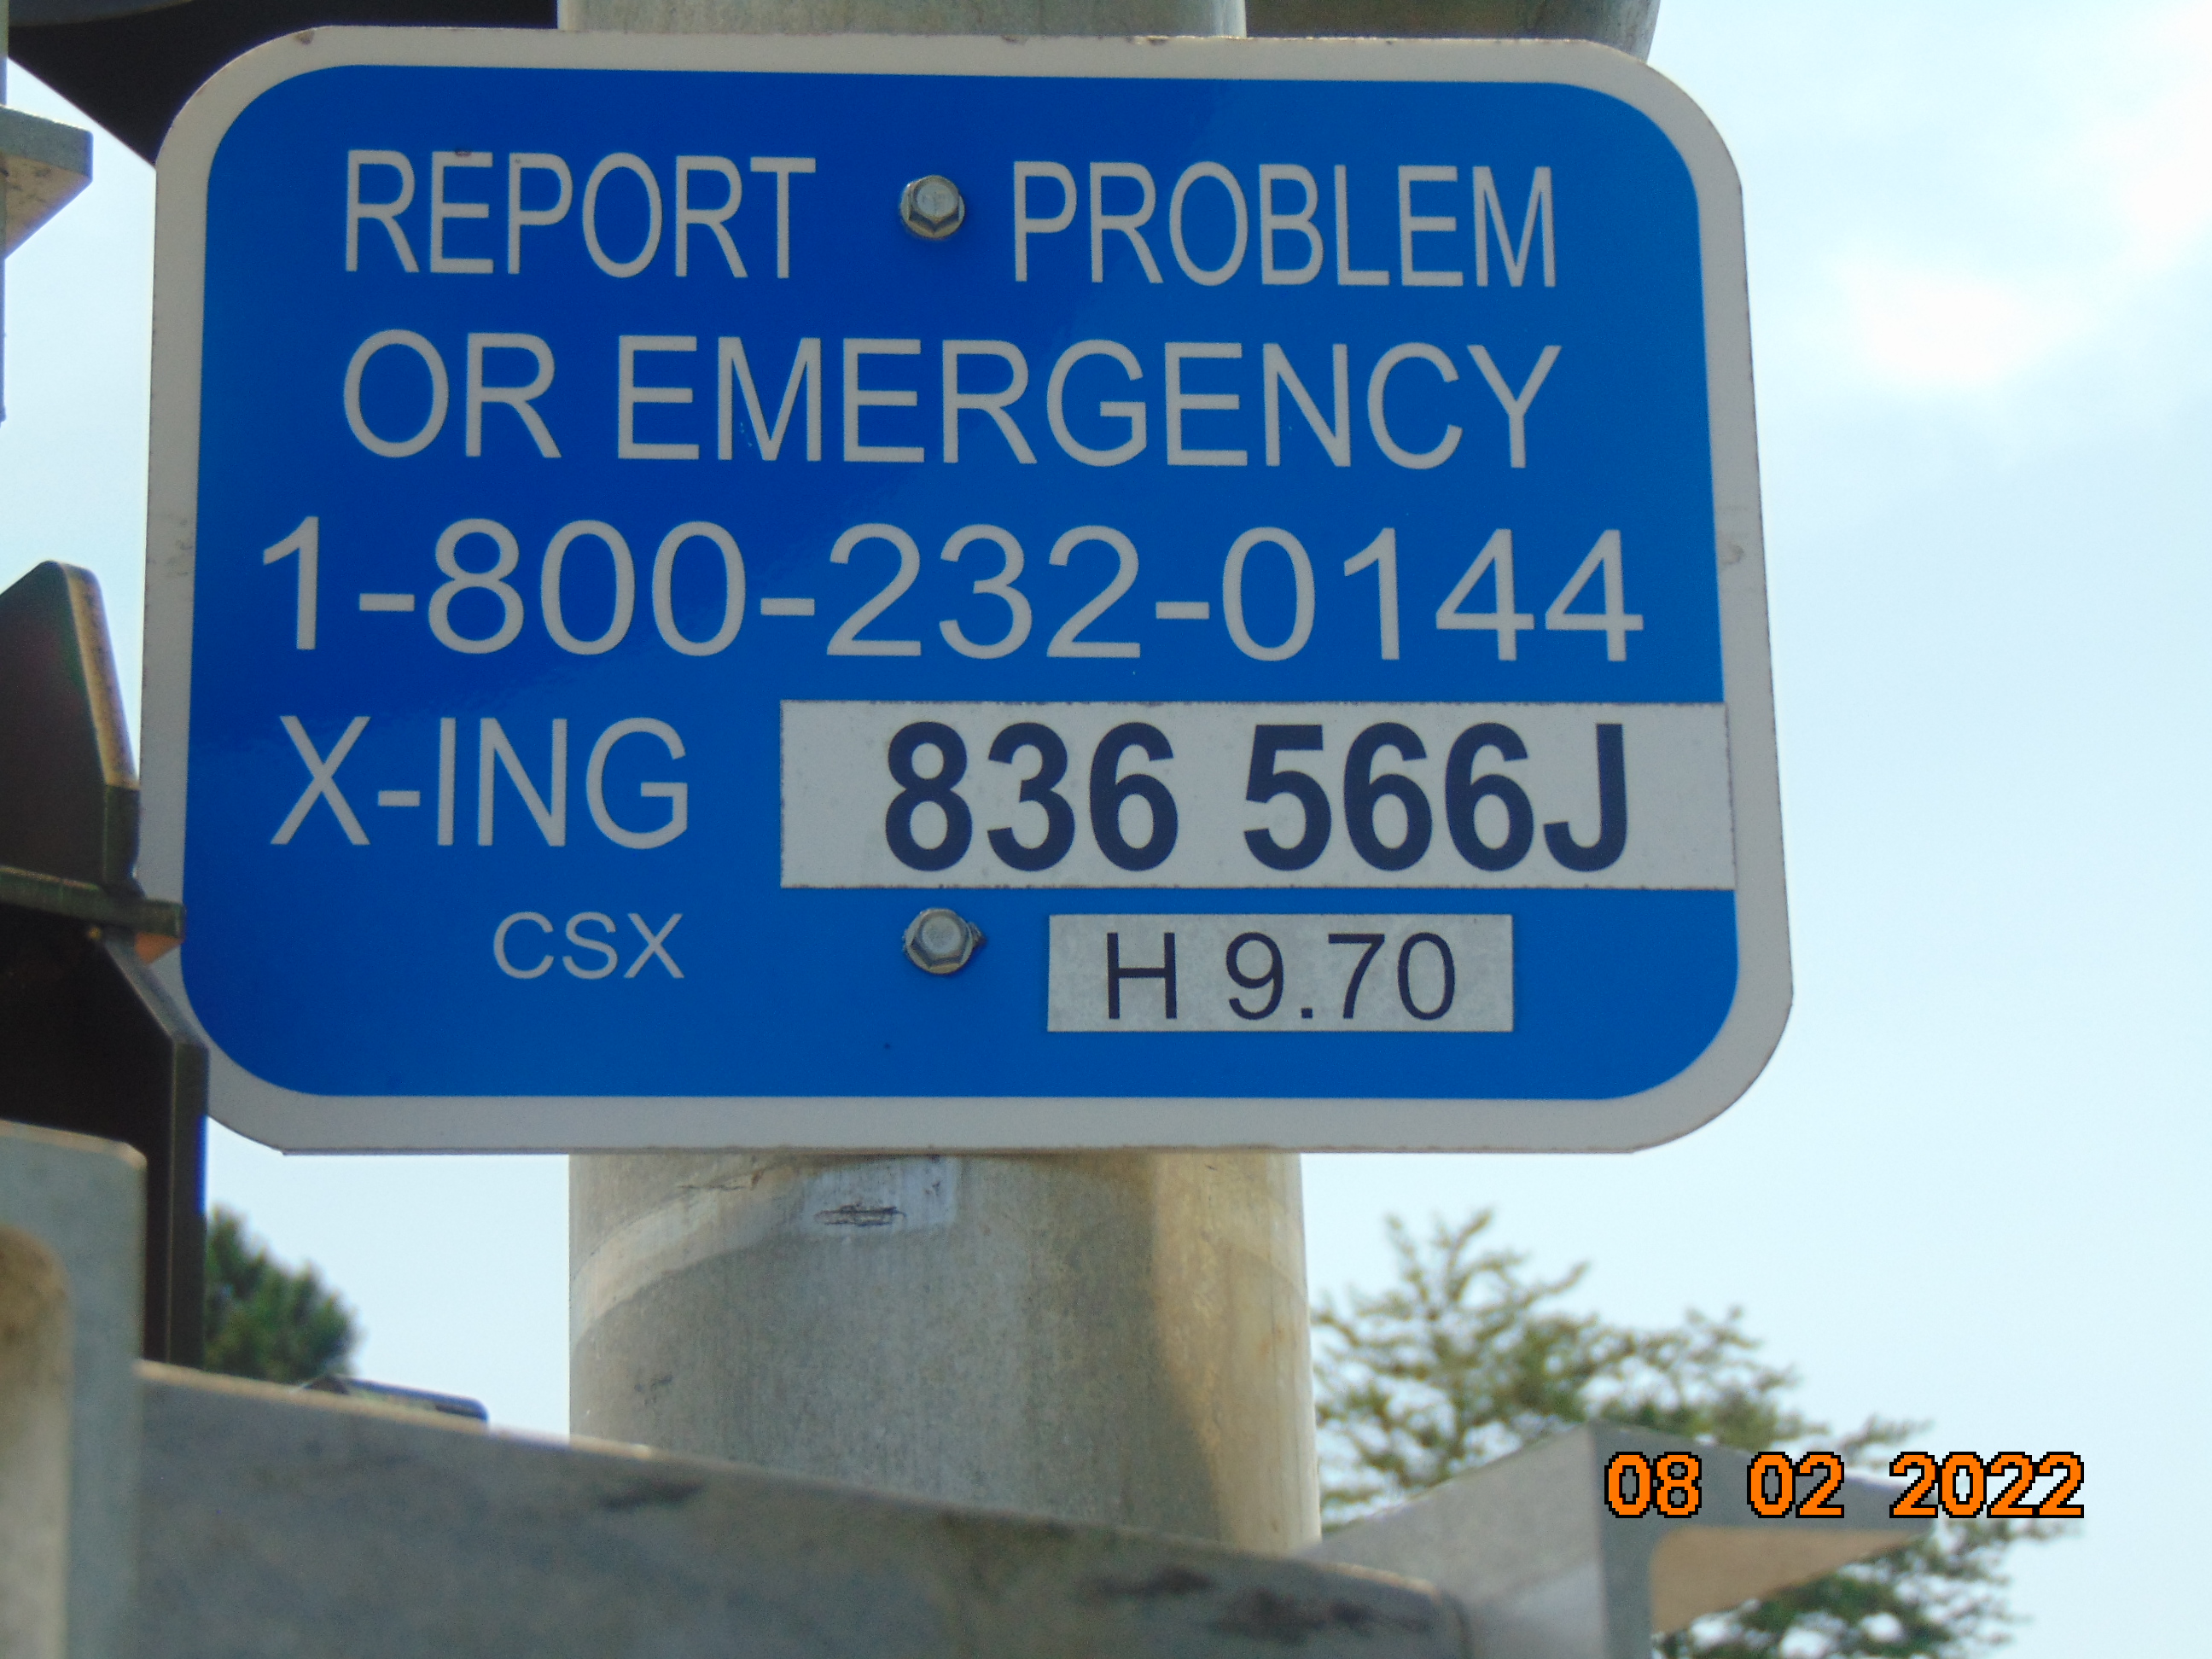 REPORT PROBLEM
OR EMERGENCY
1-800-232-0144
X-ING 836 566J
CSX H 9.70
08 02 2022